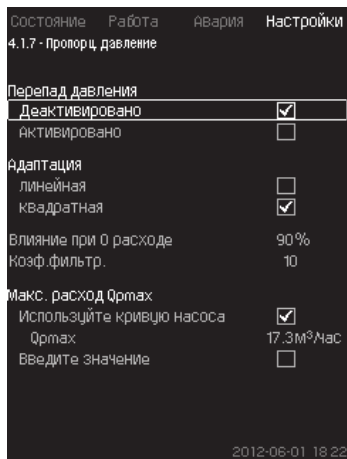 Состояние Работа Авария Настройки
4.1.7 - Пропорц. давление
Перепад давления
Деактивировано
Активировано
Адаптация
линейная
квадратная
Влияние при 0 расходе 90%
Коэф.фильтр. 10
Макс. расход Qpmax
Используйте кривую насоса
Qpmax 17.3м³/час
Введите значение
2012-06-01 18:22